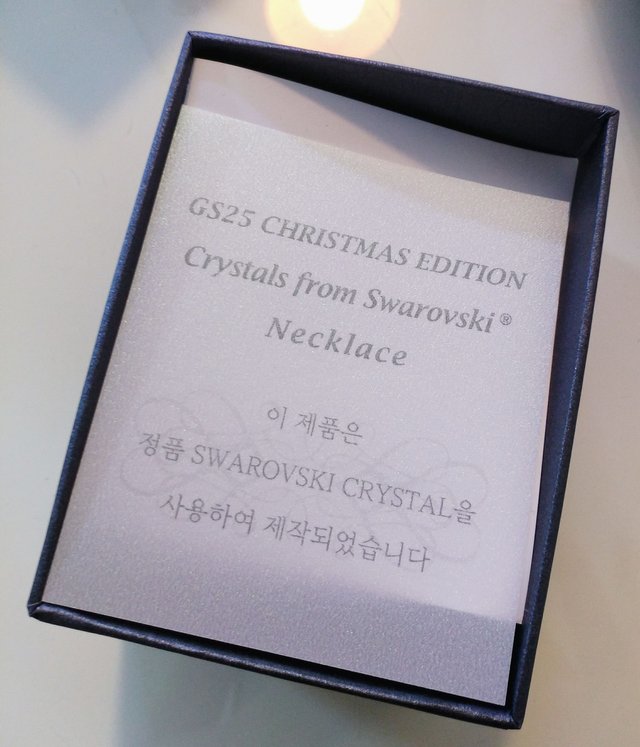 GS25 CHRISTMAS EDITION
Crystals from Swarovski®
Necklace
이 제품은
정품 SWAROVSKI CRYSTAL을
사용하여 제작되었습니다